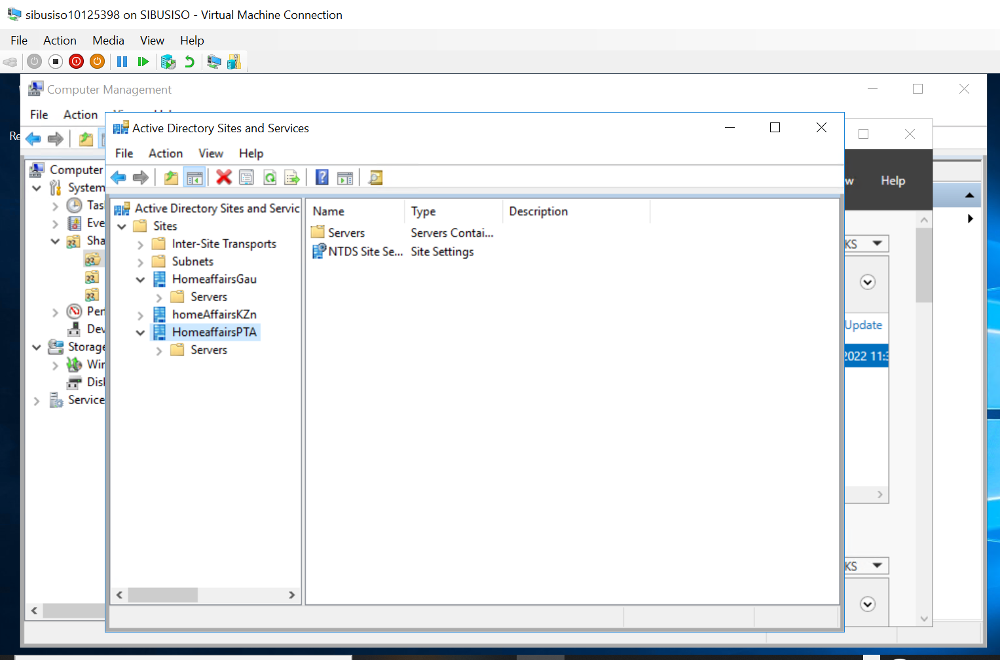 sibusiso10125398 on SIBUSISO - Virtual Machine Connection
File Action Media View Help
Computer Management
File Action
Active Directory Sites and Services
File Action View Help
Computer
System
Tas
Eve
Sha
Per
Dev
Storage
Wir
Disk
Service
Active Directory Sites and Servic
Sites
Inter-Site Transports
Subnets
HomeaffairsGau
Servers
homeAffairsKZn
HomeaffairsPTA
Servers
Name Type Description
Servers Servers Contai...
NTDS Site Se... Site Settings
w Help
KS
Update
2022 11:3
KS
Re